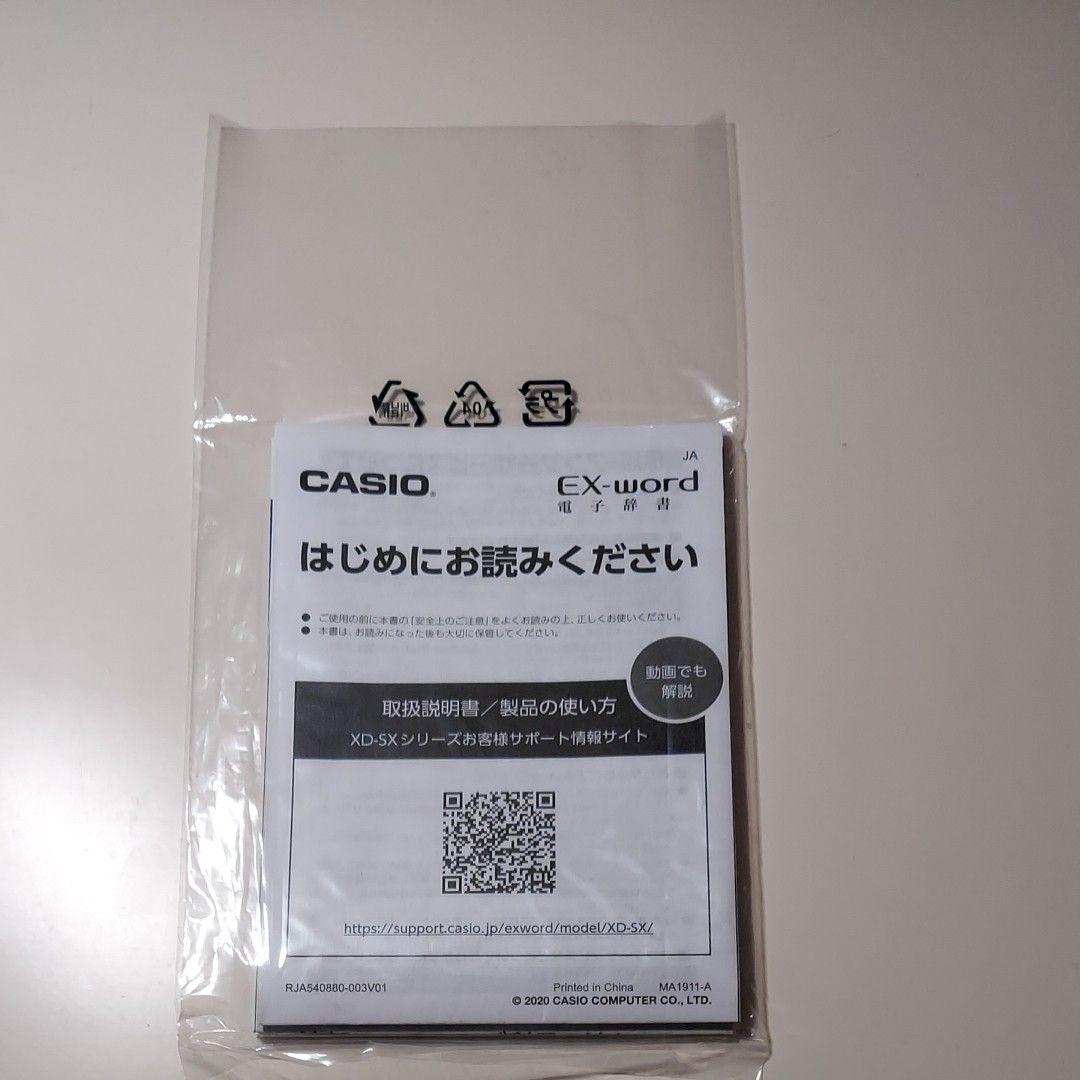 JA
CASIO®
EX-word
電子辞書
はじめにお読みください
● ご使用の前に本書の「安全上のご注意」をよくお読みの上、正しくお使いください。
● 本書は、お読みになった後も大切に保管してください。
動画でも
解説
取扱説明書／製品の使い方
XD-SXシリーズお客様サポート情報サイト
https://support.casio.jp/exword/model/XD-SX/
RJA540880-003V01
Printed in China
MA1911-A
© 2020 CASIO COMPUTER CO., LTD.